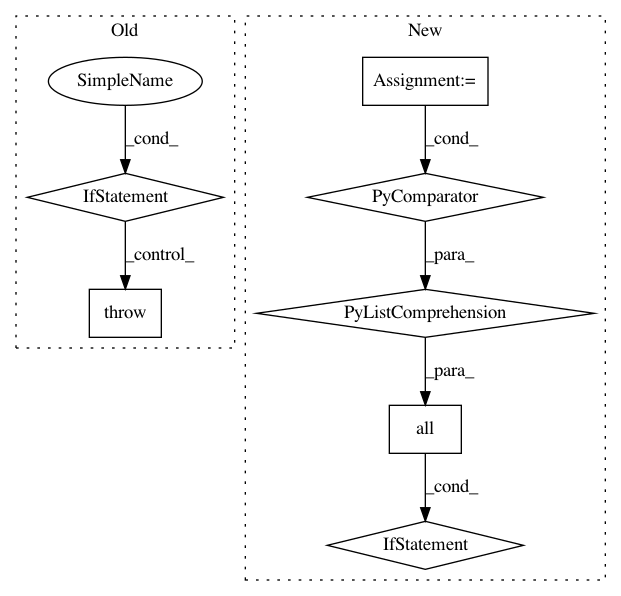 Old
SimpleName
_cond_
IfStatement
_control_
throw
New
Assignment:=
_cond_
PyComparator
_para_
PyListComprehension
_para_
all
_cond_
IfStatement